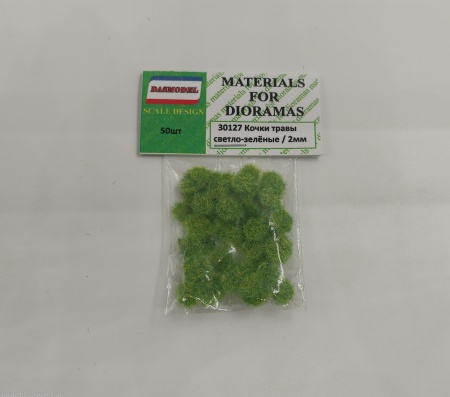 DASMODEL
SCALE DESIGN
50шт
MATERIALS
FOR
DIORAMAS
30127 Кочки травы
светло-зелёные / 2мм